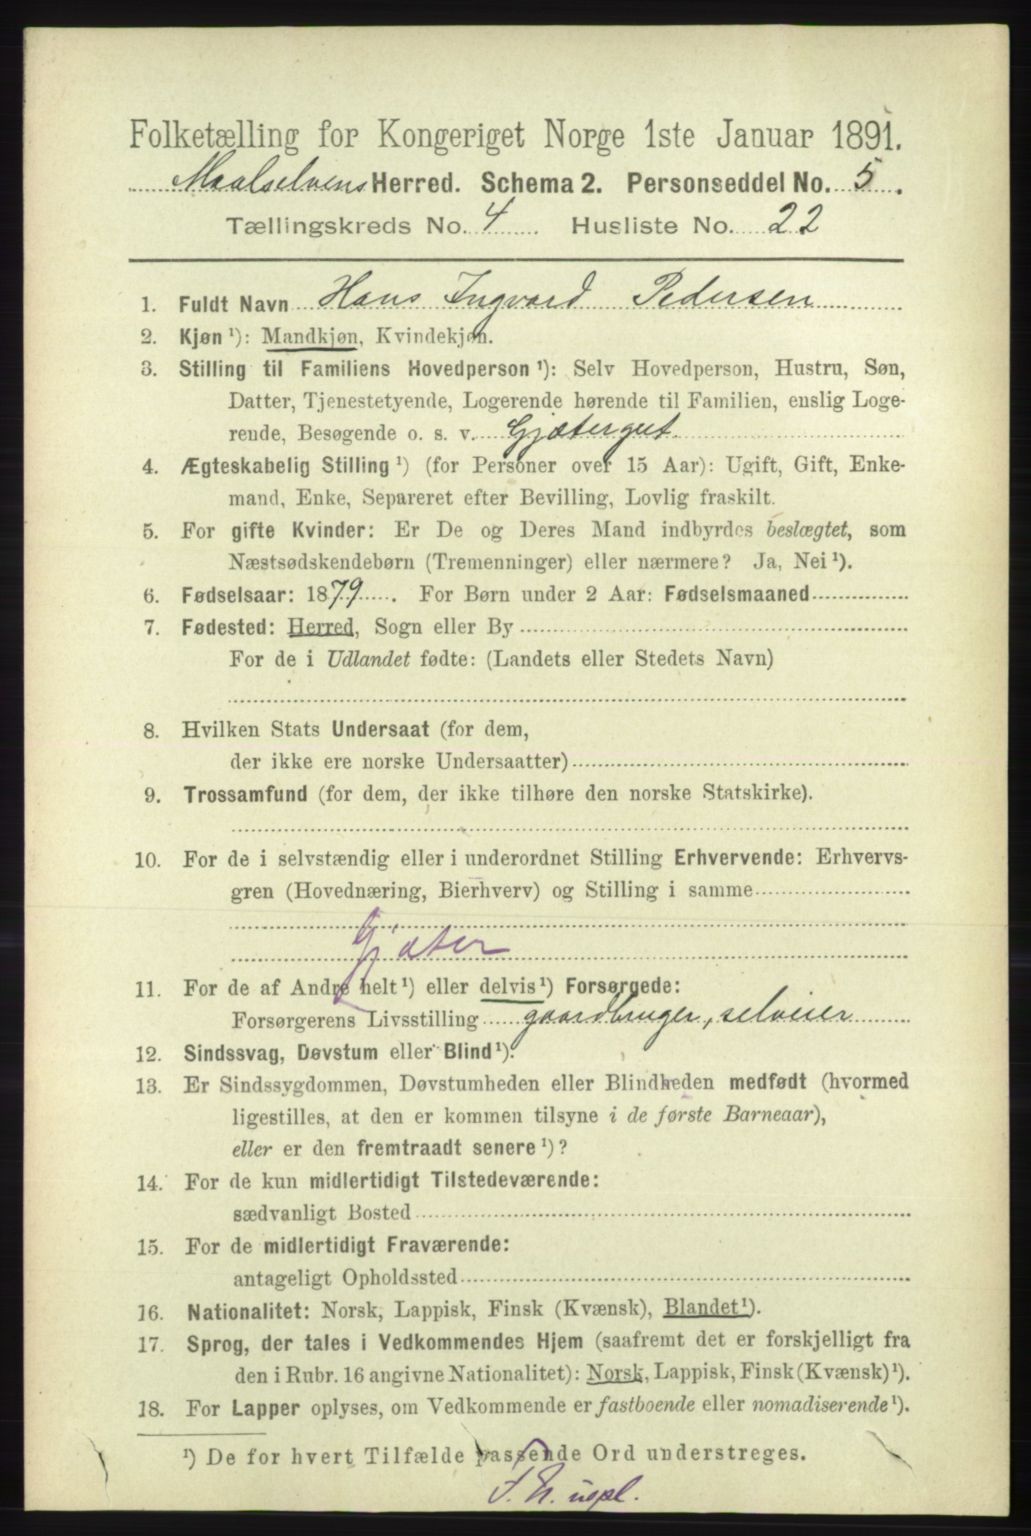 Folketælling for Kongeriget Norge 1ste Januar 1891.
Maalselvens Herred. Schema 2. Personseddel No. 5.
Tællingskreds No. 4 Husliste No. 22
1. Fuldt Navn Hans Ingvard Pedersen
2. Kjøn ¹): Mandkjøn, Kvindekjøn.
3. Stilling til Familiens Hovedperson ¹): Selv Hovedperson, Hustru, Søn,
Datter, Tjenestetyende, Logerende hørende til Familien, enslig Loge-
rende, Besøgende o. s. v. Gjætergut.
4. Ægteskabelig Stilling ¹) (for Personer over 15 Aar): Ugift, Gift, Enke-
mand, Enke, Separeret efter Bevilling, Lovlig fraskilt.
5. For gifte Kvinder: Er De og Deres Mand indbyrdes beslægtet, som
Næstsødskendebørn (Tremenninger) eller nærmere? Ja, Nei ¹).
6. Fødselsaar: 1879. For Børn under 2 Aar: Fødselsmaaned
7. Fødested: Herred, Sogn eller By
For de i Udlandet fødte: (Landets eller Stedets Navn)
8. Hvilken Stats Undersaat (for dem,
der ikke ere norske Undersaatter)
9. Trossamfund (for dem, der ikke tilhøre den norske Statskirke).
10. For de i selvstændig eller i underordnet Stilling Erhvervende: Erhvervs-
gren (Hovednæring, Bierhverv) og Stilling i samme
Gjæter
11. For de af Andre helt ¹) eller delvis ¹) Forsørgede:
Forsørgerens Livsstilling gaardbruger, selveier
12. Sindssvag, Døvstum eller Blind ¹).
13. Er Sindssygdommen, Døvstumheden eller Blindheden medfødt (hvormed
ligestilles, at den er kommen tilsyne i de første Barneaar),
eller er den fremtraadt senere ¹)?
14. For de kun midlertidigt Tilstedeværende:
sædvanligt Bosted
15. For de midlertidigt Fraværende:
antageligt Opholdssted
16. Nationalitet: Norsk, Lappisk, Finsk (Kvænsk), Blandet ¹).
17. Sprog, der tales i Vedkommendes Hjem (saafremt det er forskjelligt fra
den i Rubr. 16 angivne Nationalitet): Norsk, Lappisk, Finsk (Kvænsk) ¹).
18. For Lapper oplyses, om Vedkommende er fastboende eller nomadiserende ¹).
¹) De for hvert Tilfælde passende Ord understreges.